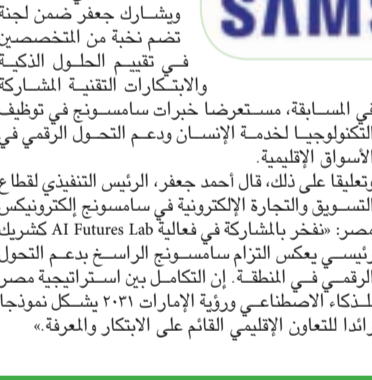 SAMS
ويشارك جعفر ضمن لجنة
تضم نخبة من المتخصصين
في تقييم الحلول الذكية
والابتكارات التقنية المشاركة
في المسابقة، مستعرضا خبرات سامسونج في توظيف
التكنولوجيا لخدمة الإنسان ودعم التحول الرقمي في
الأسواق الإقليمية.
وتعليقا على ذلك، قال أحمد جعفر، الرئيس التنفيذي لقطاع
التسويق والتجارة الإلكترونية في سامسونج إلكترونيكس
مصر: «نفخر بالمشاركة في فعالية AI Futures Lab كشريك
رئيسي يعكس التزام سامسونج الراسخ بدعم التحول
الرقمي في المنطقة. إن التكامل بين استراتيجية مصر
للذكاء الاصطناعي ورؤية الإمارات ٢٠٣١ يشكل نموذجا
رائدا للتعاون الإقليمي القائم على الابتكار والمعرفة.»